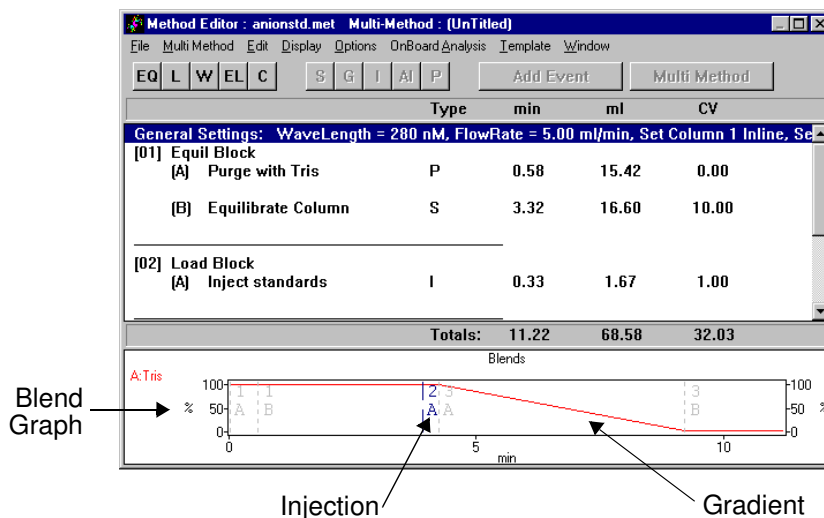 Method Editor : anionstd.met Multi-Method : (UnTitled)
File Multi Method Edit Display Options OnBoard Analysis Template Window
EQ L W EL C S G I AI P Add Event Multi Method
Type min ml CV
General Settings: WaveLength = 280 nM, FlowRate = 5.00 ml/min, Set Column 1 Inline, Se
[01] Equil Block
(A) Purge with Tris P 0.58 15.42 0.00
(B) Equilibrate Column S 3.32 16.60 10.00
[02] Load Block
(A) Inject standards I 0.33 1.67 1.00
Totals: 11.22 68.58 32.03
Blends
A:Tris
100 1 1 2 3 3 100
% 50 A B A A B 50 %
0 0
0 5 10
min
Blend
Graph
Injection
Gradient